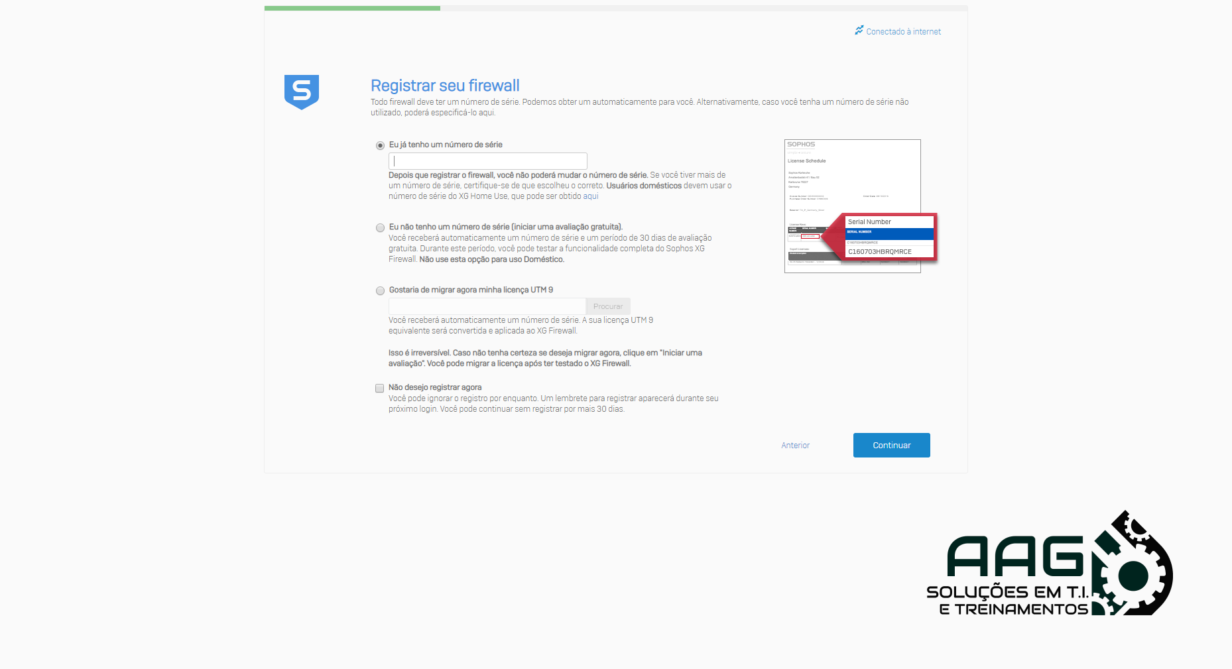 Conectado à internet
Registrar seu firewall
Todo firewall deve ter um número de série. Podemos obter um automaticamente para você. Alternativamente, caso você tenha um número de série não
utilizado, poderá especificá-lo aqui.
Eu já tenho um número de série
Depois que registrar o firewall, você não poderá mudar o número de série. Se você tiver mais de
um número de série, certifique-se de que escolheu o correto. Usuários domésticos devem usar o
número de série do XG Home Use, que pode ser obtido aqui
Eu não tenho um número de série (iniciar uma avaliação gratuita).
Você receberá automaticamente um número de série e um período de 30 dias de avaliação
gratuita. Durante este período, você pode testar a funcionalidade completa do Sophos XG
Firewall. Não use esta opção para uso Doméstico.
Gostaria de migrar agora minha licença UTM 9
Procurar
Você receberá automaticamente um número de série. A sua licença UTM 9
equivalente será convertida e aplicada ao XG Firewall.
Isso é irreversível. Caso não tenha certeza se deseja migrar agora, clique em "Iniciar uma
avaliação". Você pode migrar a licença após ter testado o XG Firewall.
Não desejo registrar agora
Você pode ignorar o registro por enquanto. Um lembrete para registrar aparecerá durante seu
próximo login. Você pode continuar sem registrar por mais 30 dias.
SOPHOS
License Schedule
Serial Number
SERIAL NUMBER
C160703HBRQMRCE
Anterior
Continuar
AAG
SOLUÇÕES EM T.I.
E TREINAMENTOS